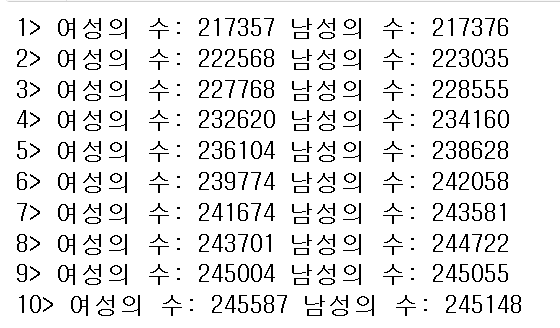 1> 여성의 수: 217357 남성의 수: 217376
2> 여성의 수: 222568 남성의 수: 223035
3> 여성의 수: 227768 남성의 수: 228555
4> 여성의 수: 232620 남성의 수: 234160
5> 여성의 수: 236104 남성의 수: 238628
6> 여성의 수: 239774 남성의 수: 242058
7> 여성의 수: 241674 남성의 수: 243581
8> 여성의 수: 243701 남성의 수: 244722
9> 여성의 수: 245004 남성의 수: 245055
10> 여성의 수: 245587 남성의 수: 245148